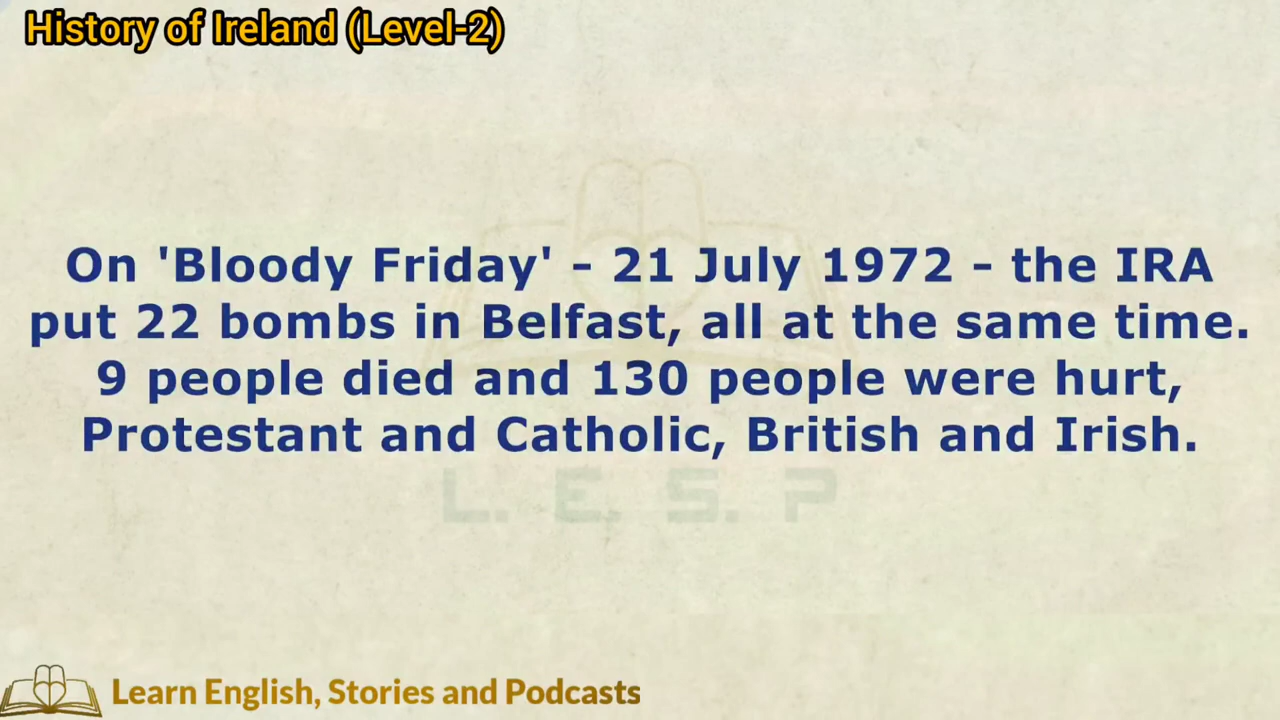 History of Ireland (Level-2)
On 'Bloody Friday' - 21 July 1972 - the IRA
put 22 bombs in Belfast, all at the same time.
9 people died and 130 people were hurt,
Protestant and Catholic, British and Irish.
L. E. S. P
Learn English, Stories and Podcasts